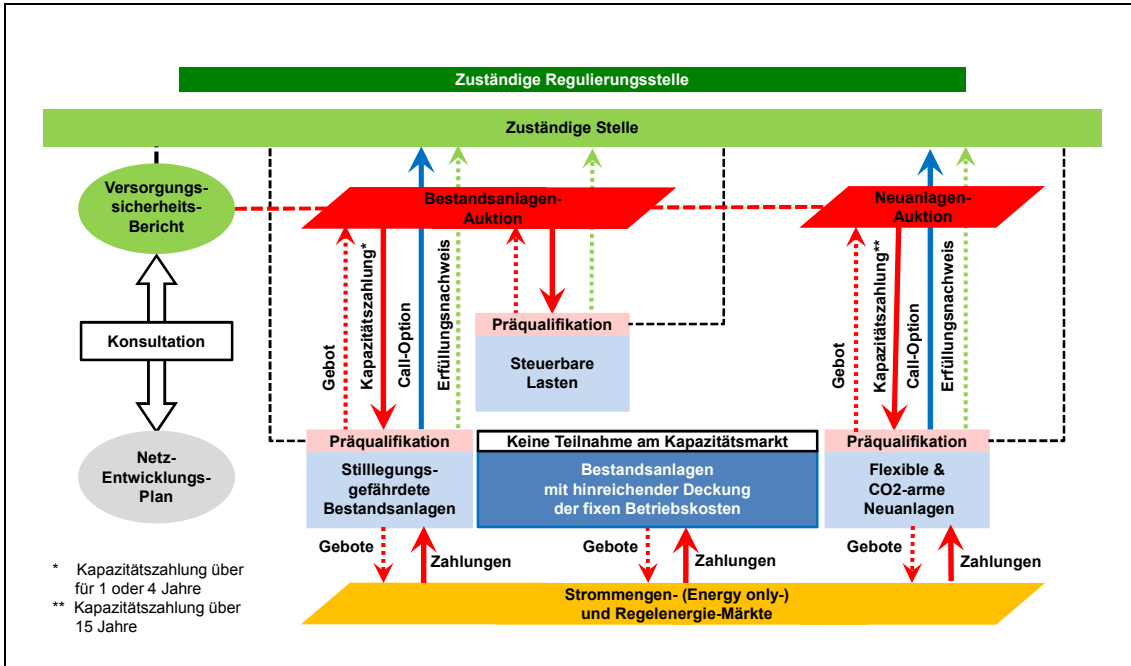 Zuständige Regulierungsstelle
Zuständige Stelle
Versorgungs-
sicherheits-
Bericht
Bestandsanlagen-
Auktion
Neuanlagen-
Auktion
Gebot
Kapazitätszahlung*
Call-Option
Erfüllungsnachweis
Gebot
Kapazitätszahlung**
Call-Option
Erfüllungsnachweis
Konsultation
Präqualifikation
Steuerbare
Lasten
Netz-
Entwicklungs-
Plan
Präqualifikation
Stilllegungs-
gefährdete
Bestandsanlagen
Keine Teilnahme am Kapazitätsmarkt
Bestandsanlagen
mit hinreichender Deckung
der fixen Betriebskosten
Präqualifikation
Flexible &
CO2-arme
Neuanlagen
Gebote
Zahlungen
Gebote
Zahlungen
Gebote
Zahlungen
Strommengen- (Energy only-)
und Regelenergie-Märkte
* Kapazitätszahlung über
für 1 oder 4 Jahre
** Kapazitätszahlung über
15 Jahre